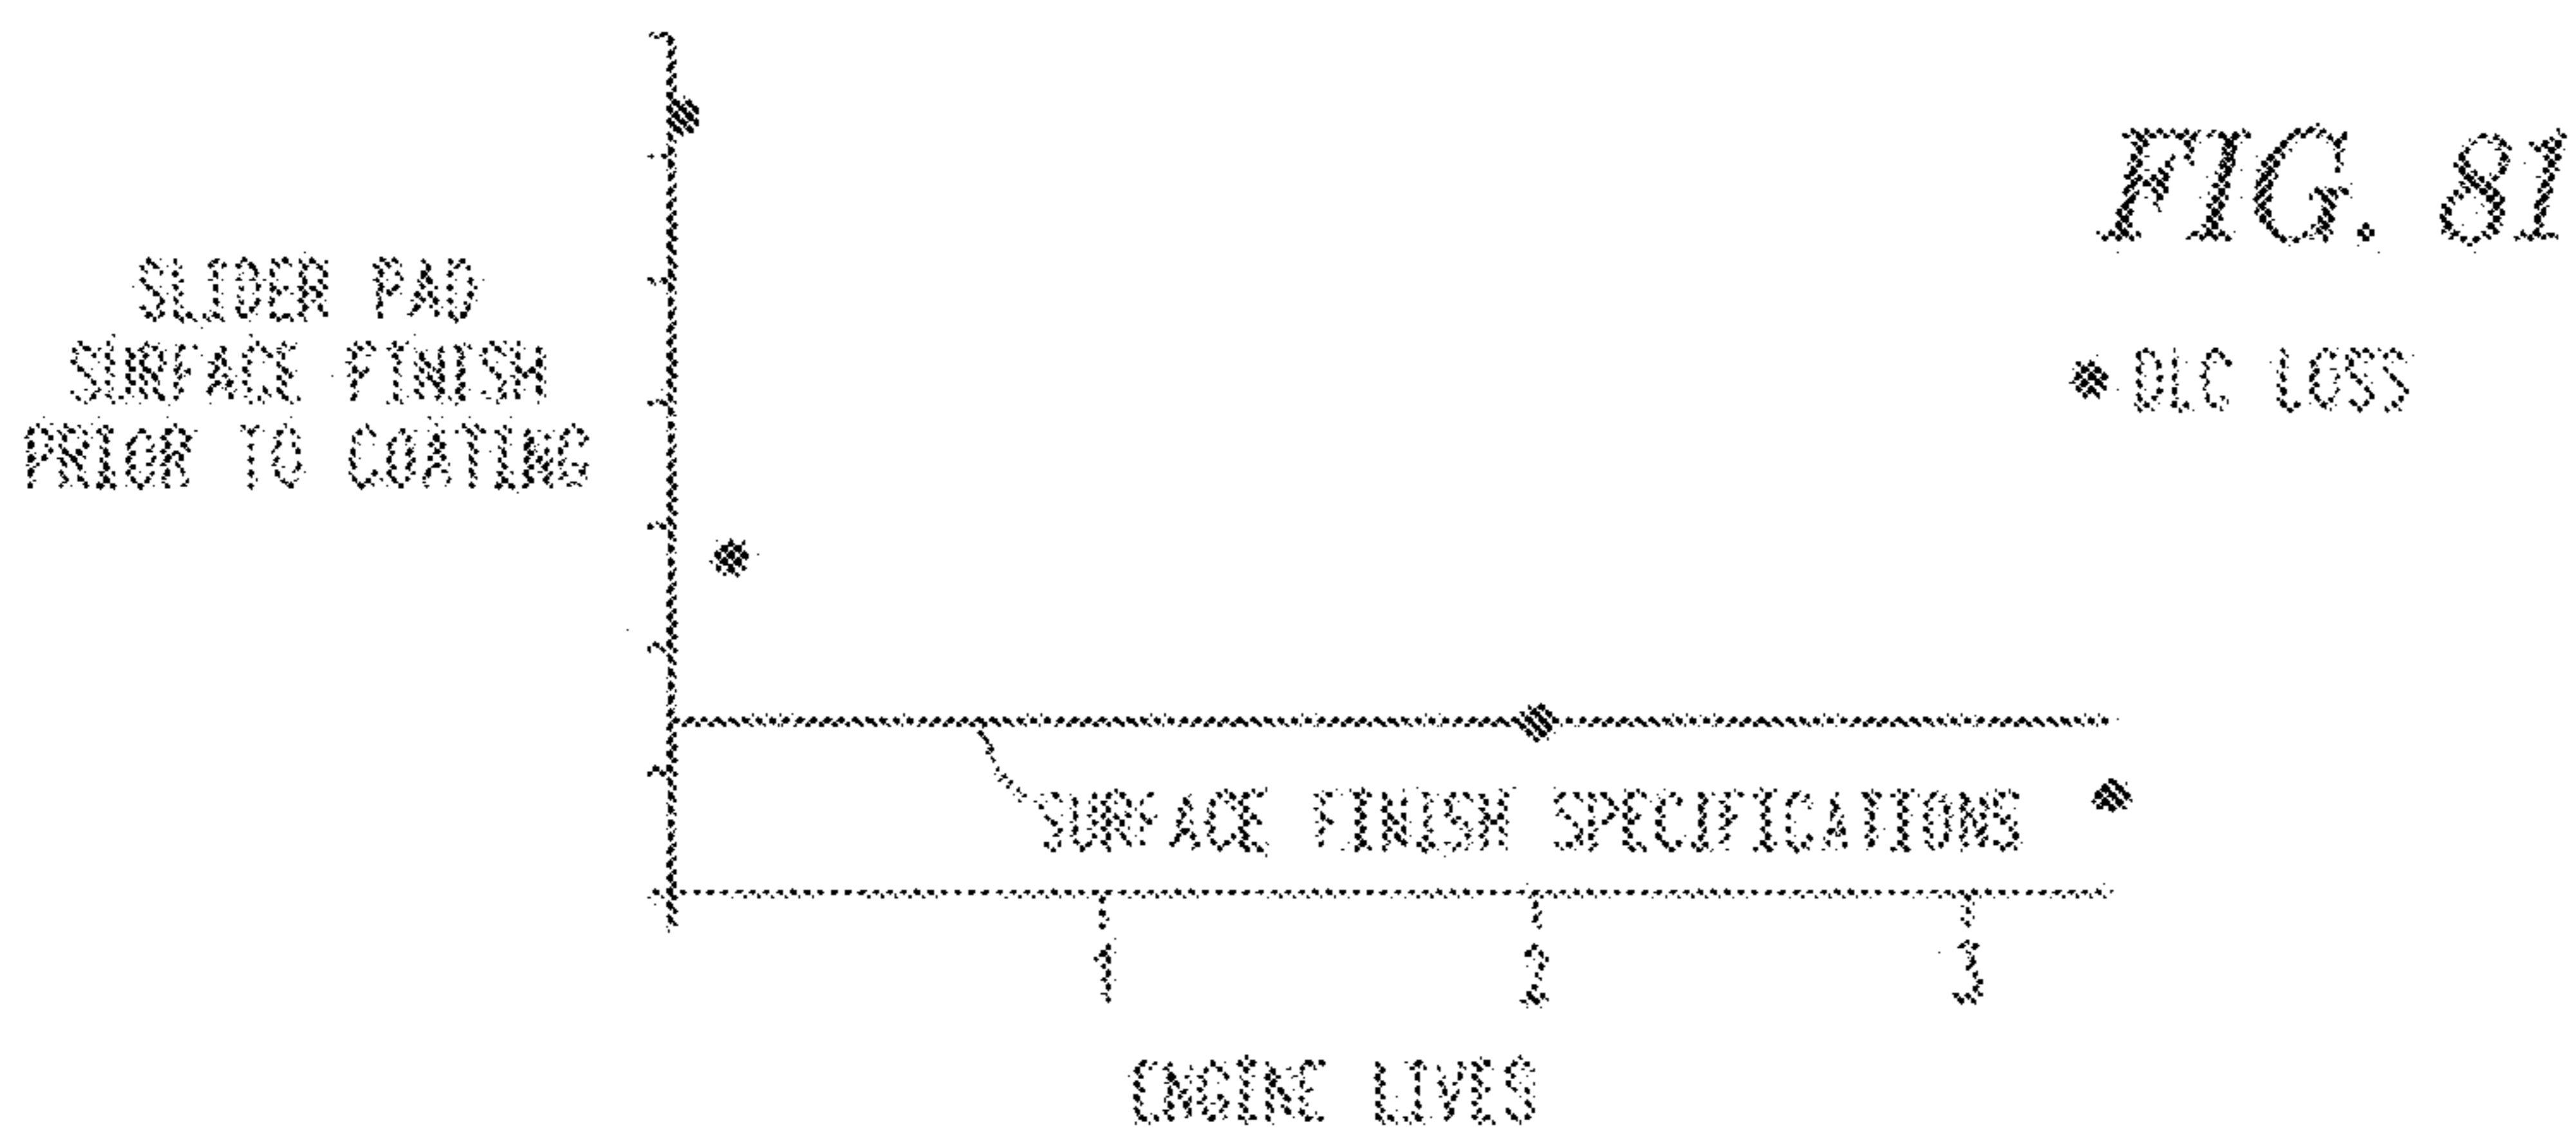 FIG. 81
SLIDER PAD
SURFACE FINISH
PRIOR TO COATING
DLC LOSS
SURFACE FINISH SPECIFICATIONS
1 2 3
ENGINE LIVES